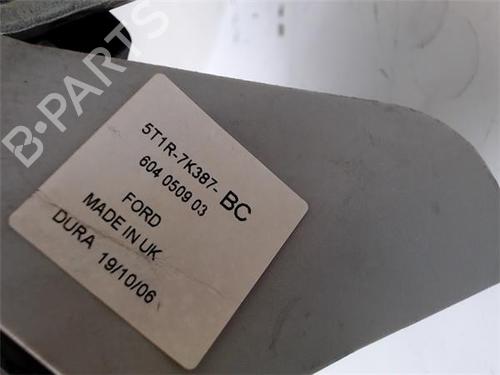 B-PARTS
5T1R-7K387- BC
604 0509 03
FORD
MADE IN UK
DURA 19/10/06